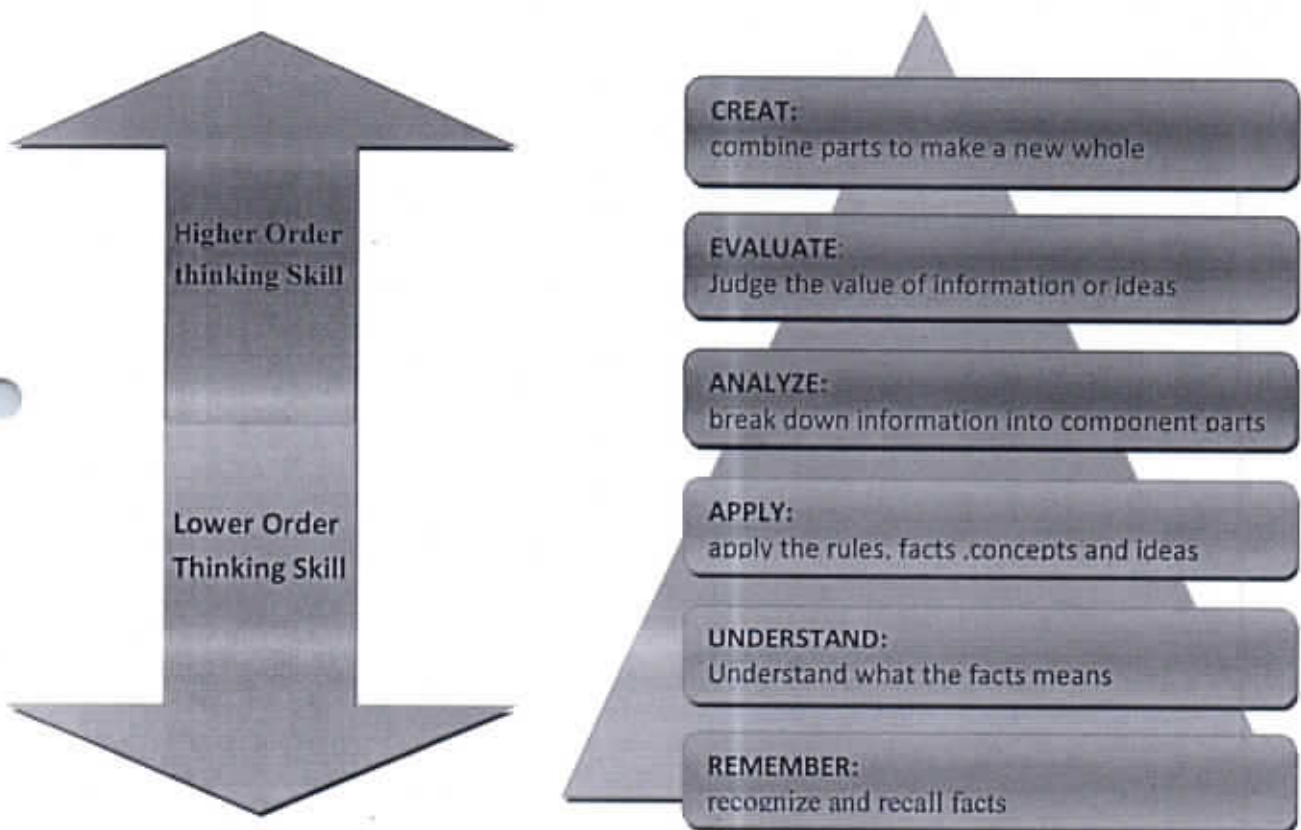 Higher Order
thinking Skill
Lower Order
Thinking Skill
CREAT:
combine parts to make a new whole
EVALUATE:
Judge the value of information or ideas
ANALYZE:
break down information into component parts
APPLY:
apply the rules, facts ,concepts and ideas
UNDERSTAND:
Understand what the facts means
REMEMBER:
recognize and recall facts